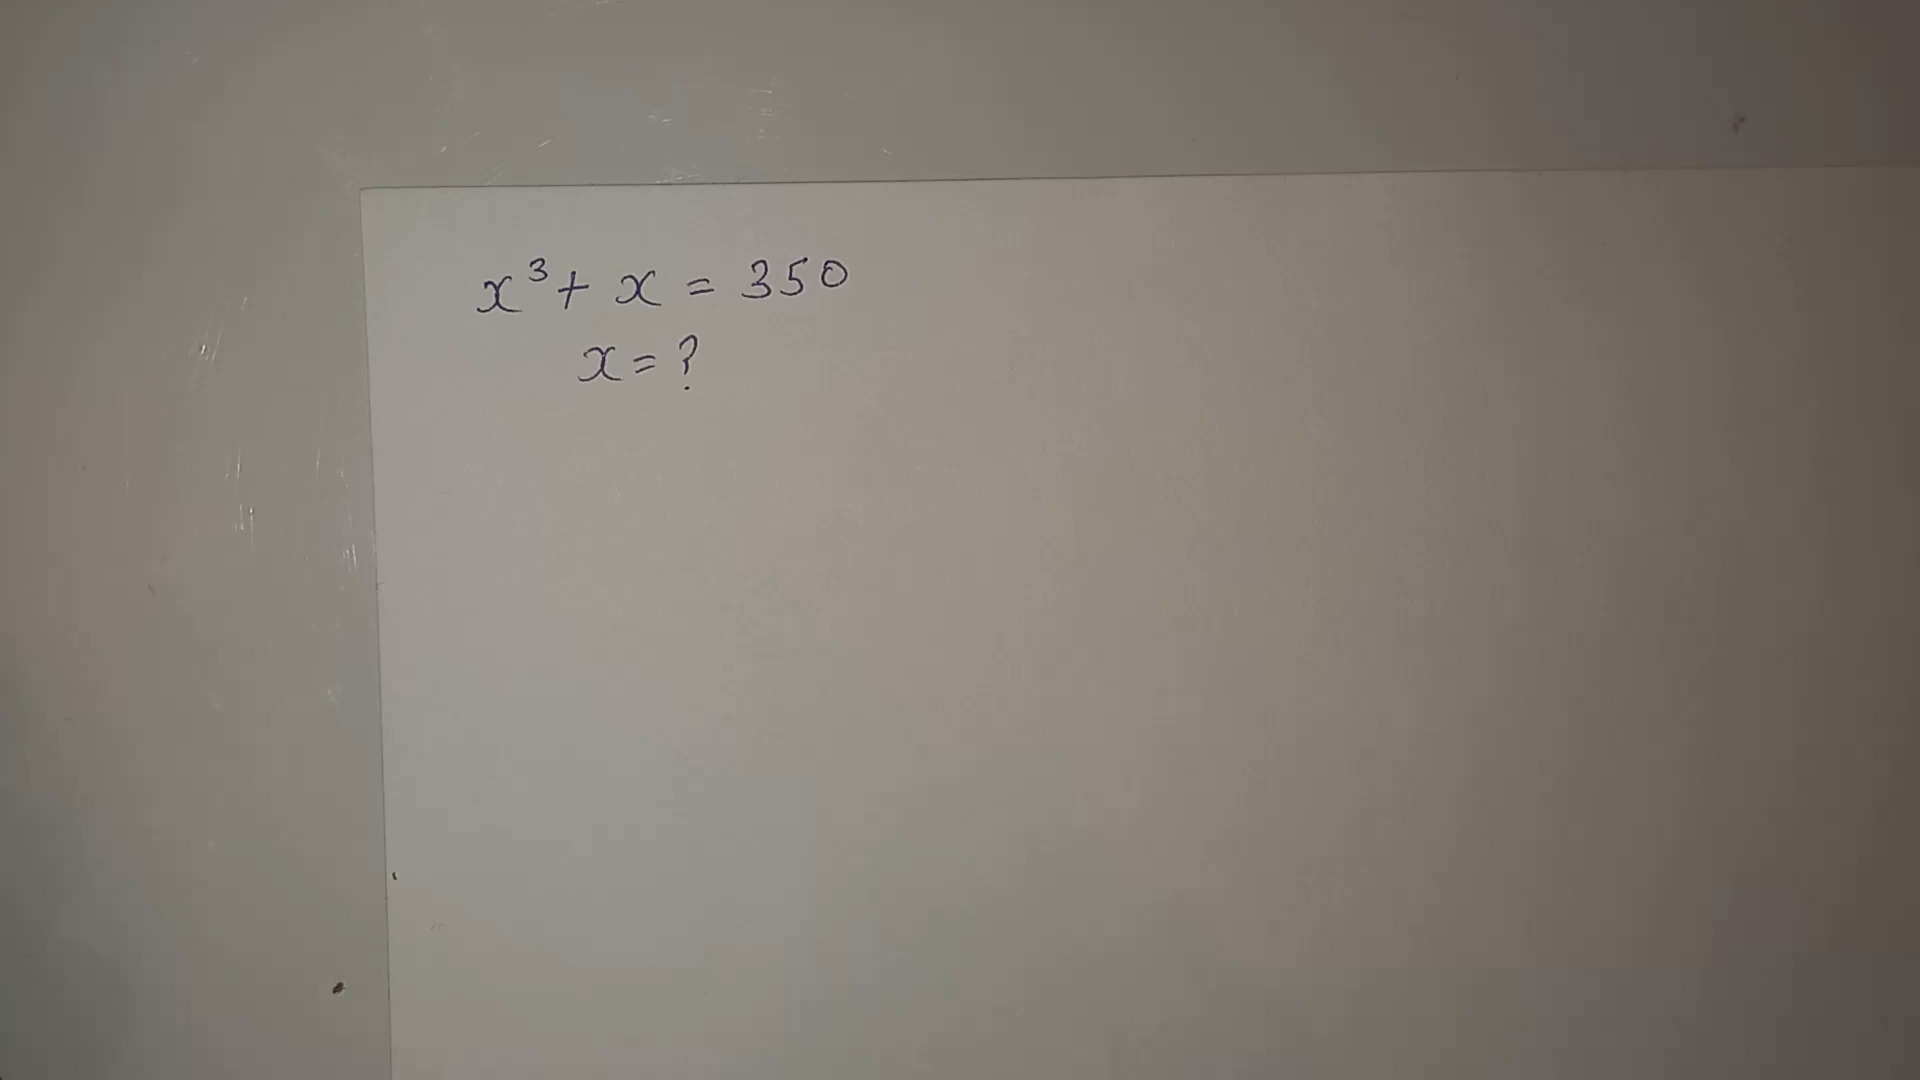 x³ + x = 350
x = ?